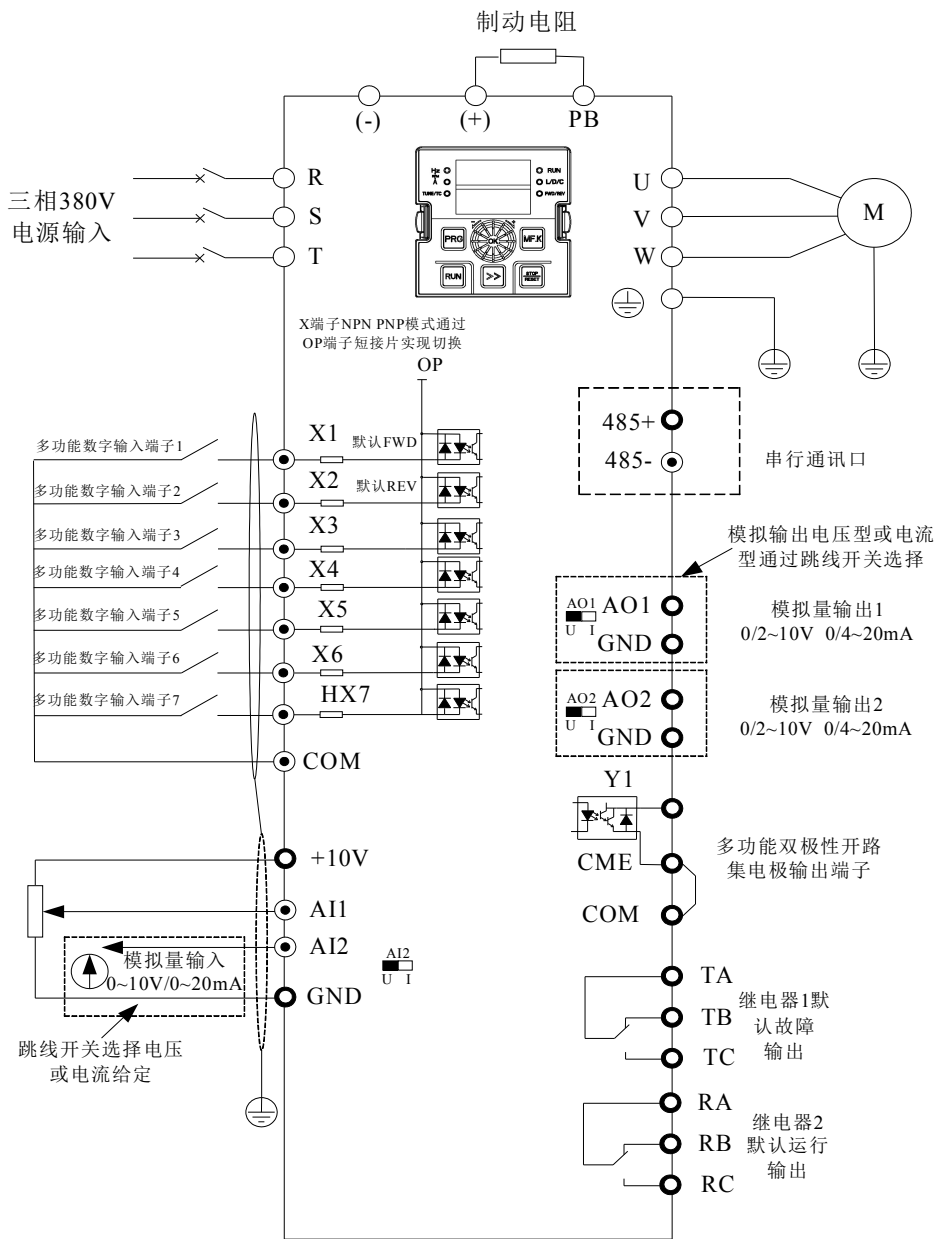 制动电阻
(-)
(+)
PB
三相380V
电源输入
R
S
T
Hz
A
TUNE/TC
RUN
L/D/C
FWD/REV
PRG
OK
MF.K
RUN
>>
STOP
RESET
U
V
W
M
X端子NPN PNP模式通过
OP端子短接片实现切换
OP
多功能数字输入端子1
X1
默认FWD
多功能数字输入端子2
X2
默认REV
多功能数字输入端子3
X3
多功能数字输入端子4
X4
多功能数字输入端子5
X5
多功能数字输入端子6
X6
多功能数字输入端子7
HX7
COM
485+
485-
串行通讯口
模拟输出电压型或电流
型通过跳线开关选择
AO1
U I
AO1
GND
模拟量输出1
0/2~10V 0/4~20mA
AO2
U I
AO2
GND
模拟量输出2
0/2~10V 0/4~20mA
Y1
CME
COM
多功能双极性开路
集电极输出端子
+10V
AI1
AI2
GND
AI2
U I
模拟量输入
0~10V/0~20mA
跳线开关选择电压
或电流给定
TA
TB
TC
继电器1默
认故障
输出
RA
RB
RC
继电器2
默认运行
输出